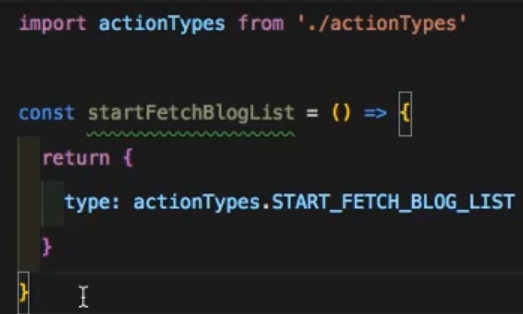 import actionTypes from './actionTypes'
const startFetchBlogList = () => {
return {
type: actionTypes.START_FETCH_BLOG_LIST
}
}